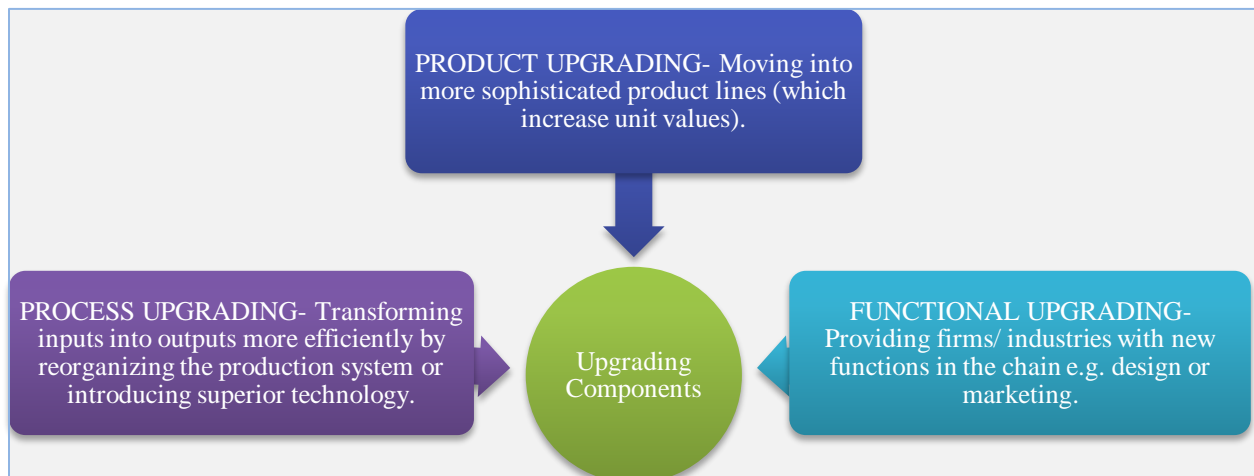 PRODUCT UPGRADING- Moving into
more sophisticated product lines (which
increase unit values).
PROCESS UPGRADING- Transforming
inputs into outputs more efficiently by
reorganizing the production system or
introducing superior technology.
Upgrading
Components
FUNCTIONAL UPGRADING-
Providing firms/ industries with new
functions in the chain e.g. design or
marketing.